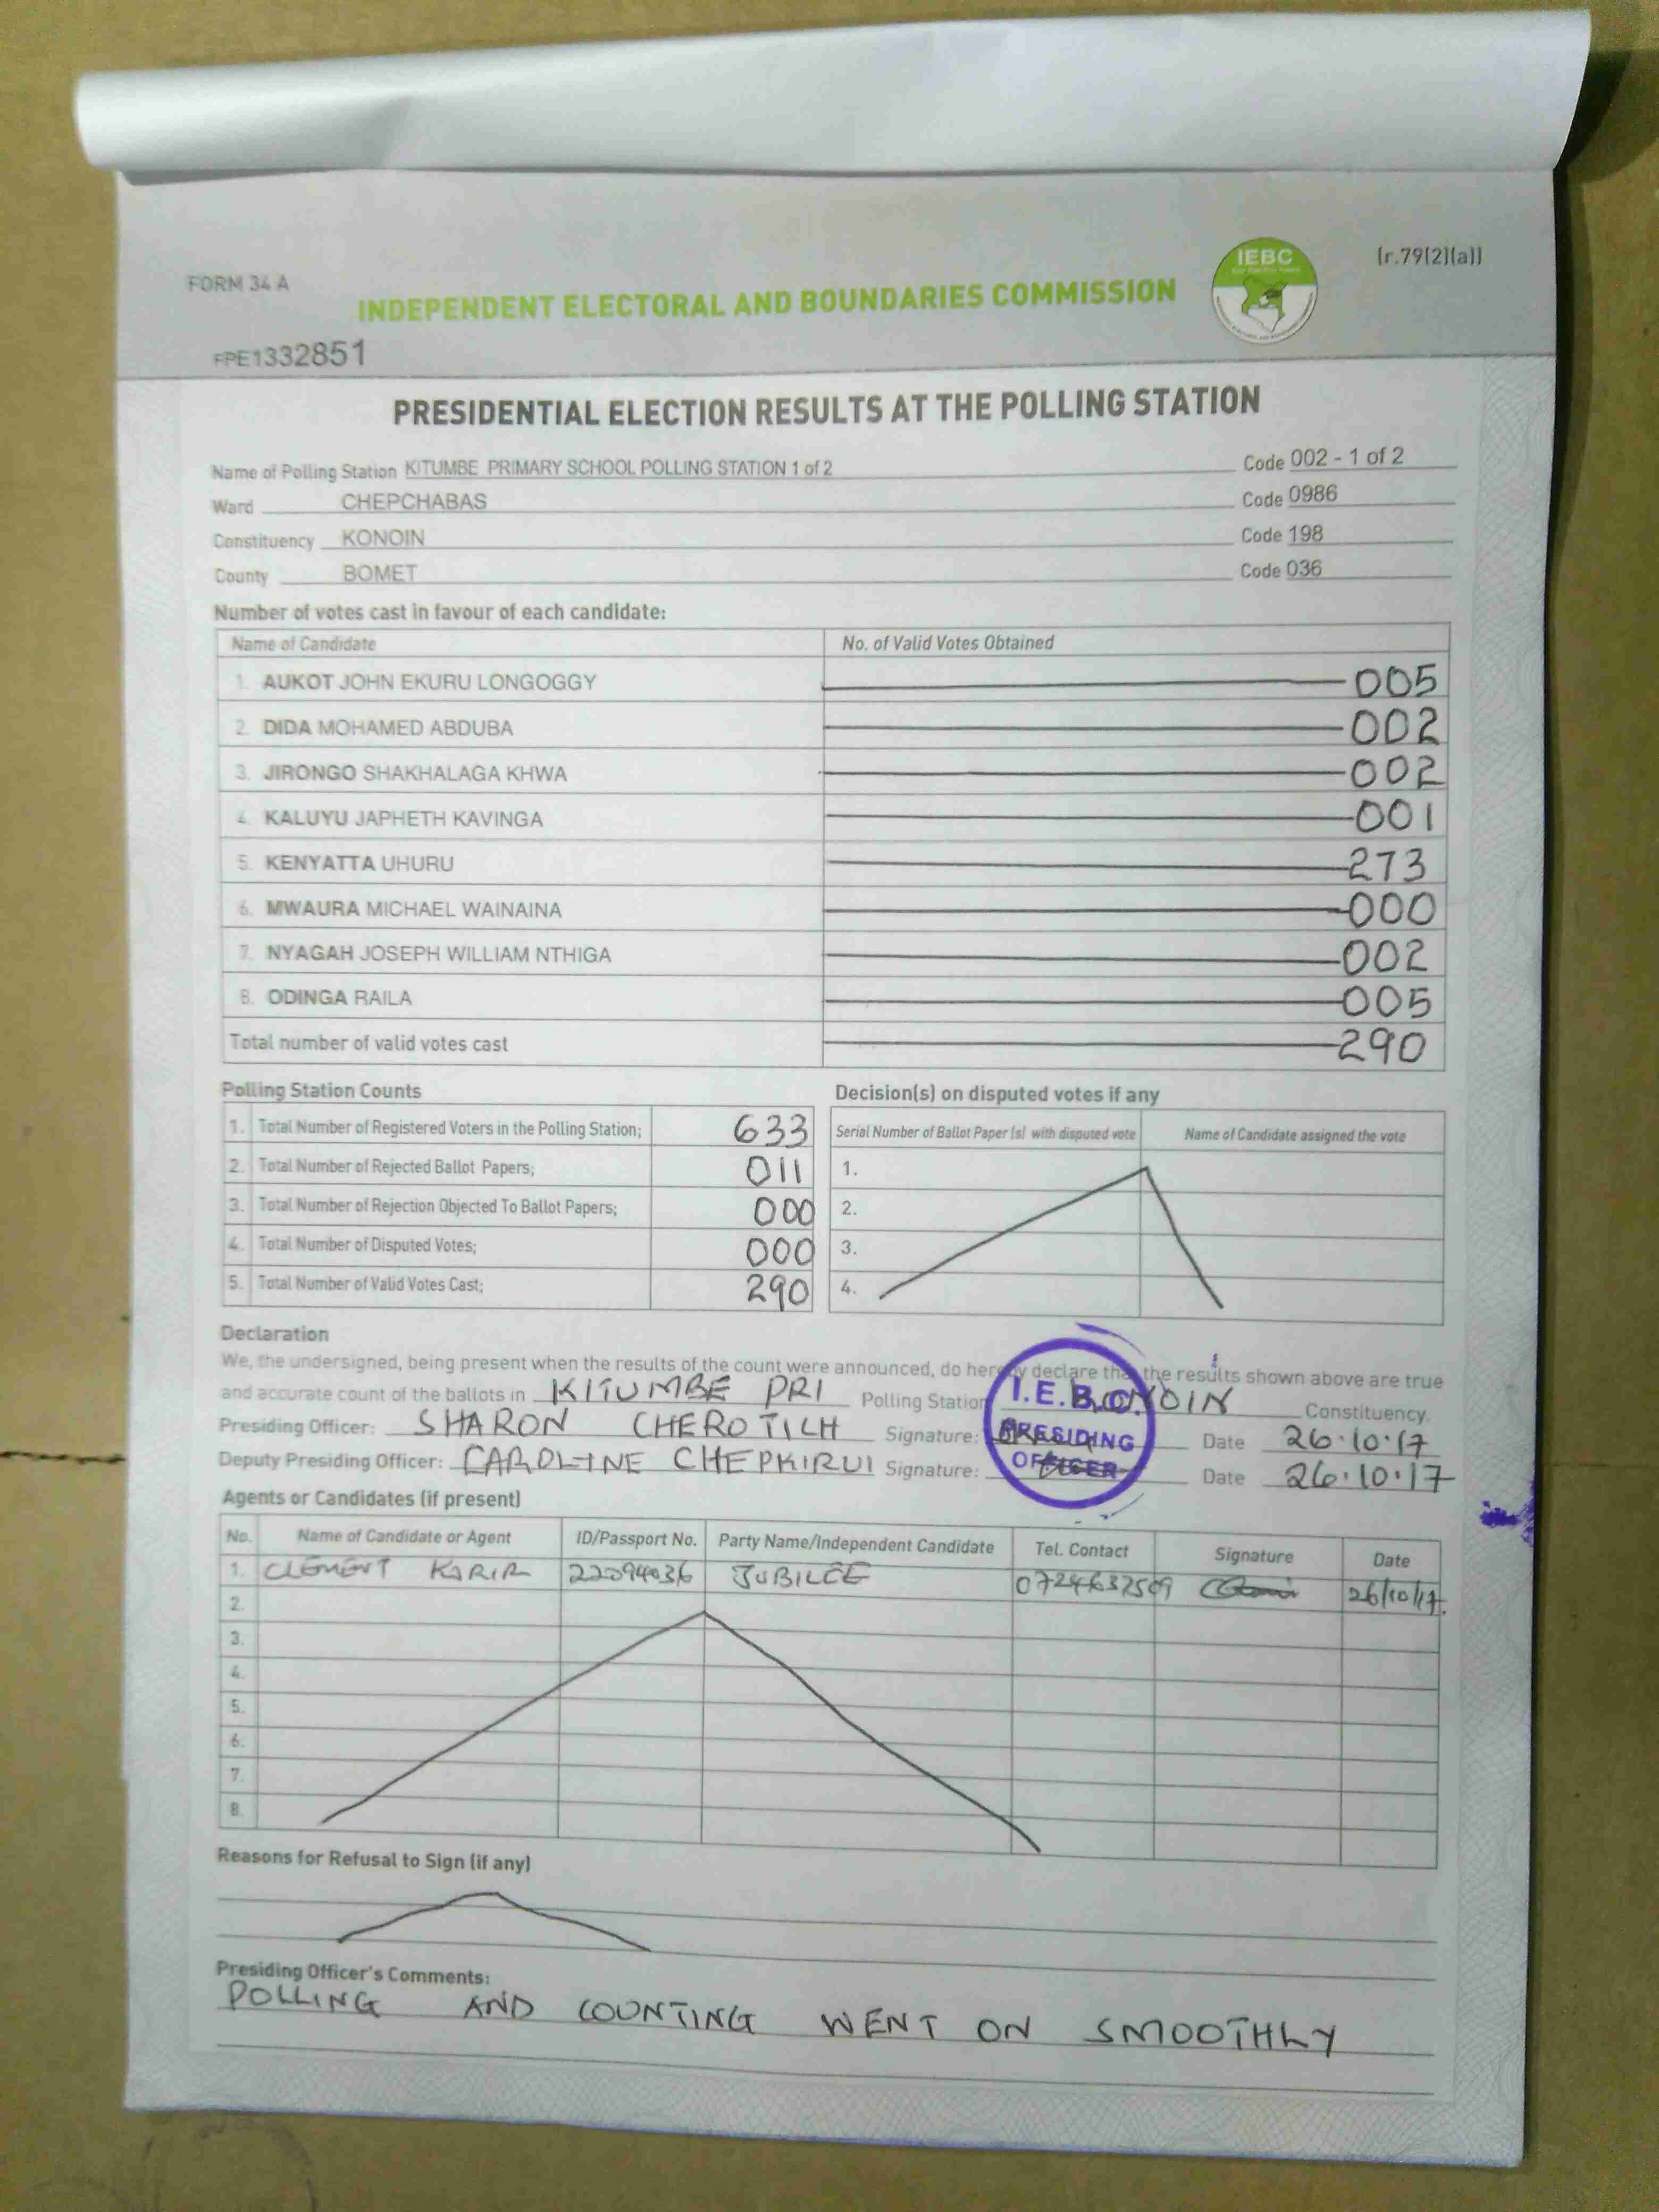 (r.79(2)(a))
FORM 34 A
INDEPENDENT ELECTORAL AND BOUNDARIES COMMISSION
IEBC
FPE1332851
PRESIDENTIAL ELECTION RESULTS AT THE POLLING STATION
Name of Polling Station KITUMBE PRIMARY SCHOOL POLLING STATION 1 of 2 Code 002 - 1 of 2
Ward CHEPCHABAS Code 0986
Constituency KONOIN Code 198
County BOMET Code 036
Number of votes cast in favour of each candidate:
Name of Candidate No. of Valid Votes Obtained
1. AUKOT JOHN EKURU LONGOGGY 005
2. DIDA MOHAMED ABDUBA 002
3. JIRONGO SHAKHALAGA KHWA 002
4. KALUYU JAPHETH KAVINGA 001
5. KENYATTA UHURU 273
6. MWAURA MICHAEL WAINAINA 000
7. NYAGAH JOSEPH WILLIAM NTHIGA 002
8. ODINGA RAILA 005
Total number of valid votes cast 290
Polling Station Counts
1. Total Number of Registered Voters in the Polling Station; 633
2. Total Number of Rejected Ballot Papers; 011
3. Total Number of Rejection Objected To Ballot Papers; 000
4. Total Number of Disputed Votes; 000
5. Total Number of Valid Votes Cast; 290
Decision(s) on disputed votes if any
Serial Number of Ballot Paper (s) with disputed vote Name of Candidate assigned the vote
1.
2.
3.
4.
Declaration
We, the undersigned, being present when the results of the count were announced, do hereby declare that the results shown above are true
and accurate count of the ballots in KITUMBE PRI Polling Station KONOIN Constituency.
Presiding Officer: SHARON CHEROTICH Signature: Date 26.10.17
Deputy Presiding Officer: CAROLINE CHEPKIRUI Signature: Date 26.10.17
I.E.B.C.
PRESIDING
OFFICER
Agents or Candidates (if present)
No. Name of Candidate or Agent ID/Passport No. Party Name/Independent Candidate Tel. Contact Signature Date
1. CLEMENT 22094036 JUBILEE 0724632509 26/10/17.
2.
3.
4.
5.
6.
7.
8.
Reasons for Refusal to Sign (if any)
Presiding Officer's Comments:
POLLING AND COUNTING WENT ON SMOOTHLY